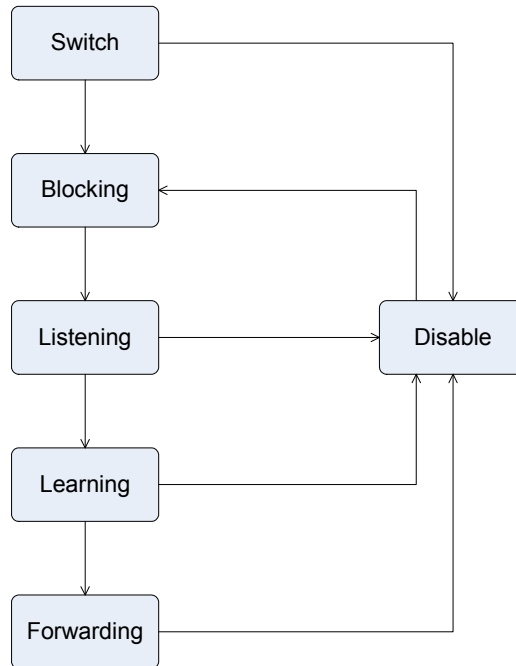 Switch
Blocking
Listening
Disable
Learning
Forwarding